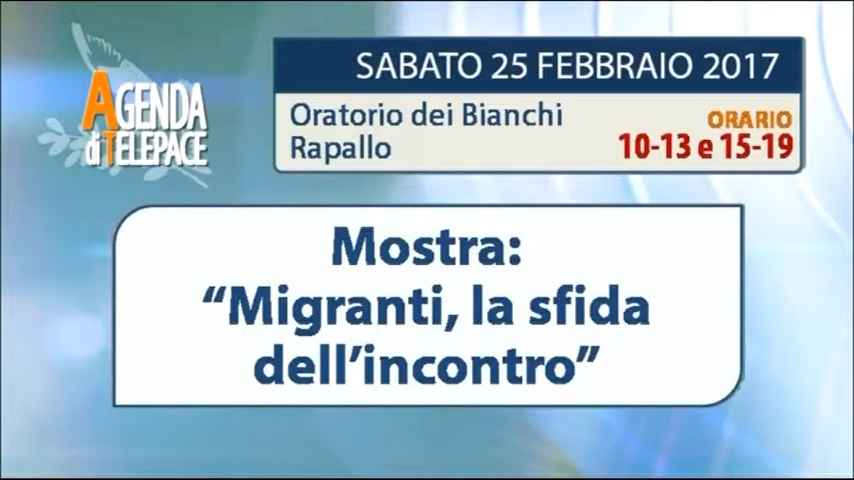 AGENDA
di TELEPACE
SABATO 25 FEBBRAIO 2017
Oratorio dei Bianchi
Rapallo
ORARIO
10-13 e 15-19
Mostra:
“Migranti, la sfida
dell’incontro”